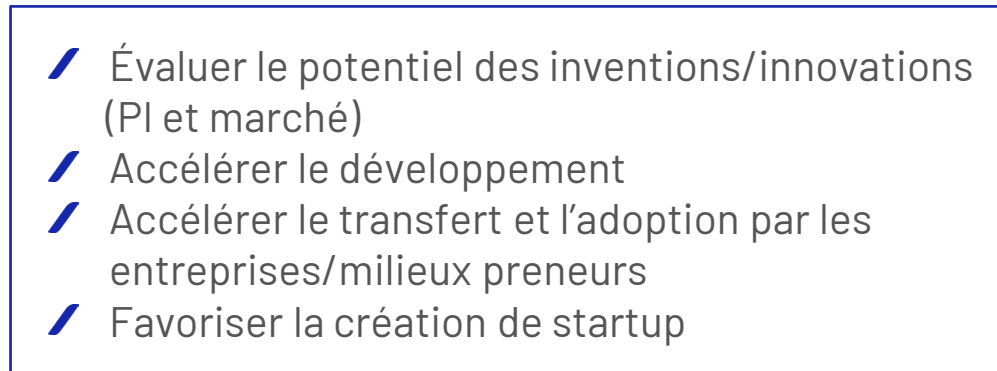 Évaluer le potentiel des inventions/innovations
(PI et marché)
Accélérer le développement
Accélérer le transfert et l’adoption par les
entreprises/milieux preneurs
Favoriser la création de startup